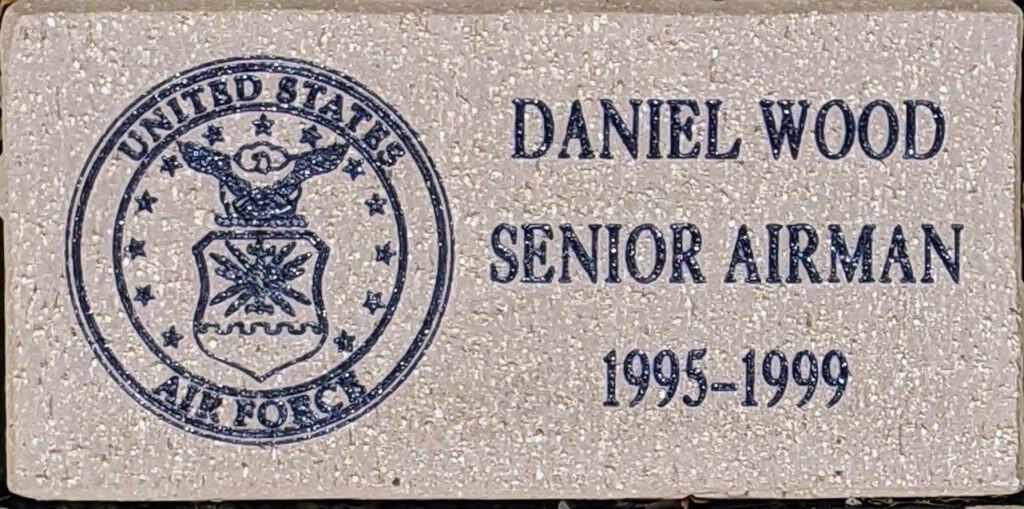 UNITED STATES
AIR FORCE
DANIEL WOOD
SENIOR AIRMAN
1995-1999